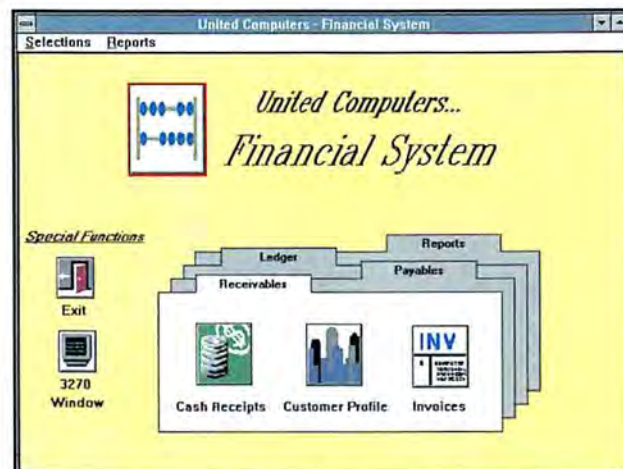 United Computers - Financial System
Selections Reports
United Computers...
Financial System
Special Functions
Reports
Ledger
Payables
Receivables
Exit
INV
3270
Window
Cash Receipts Customer Profile Invoices